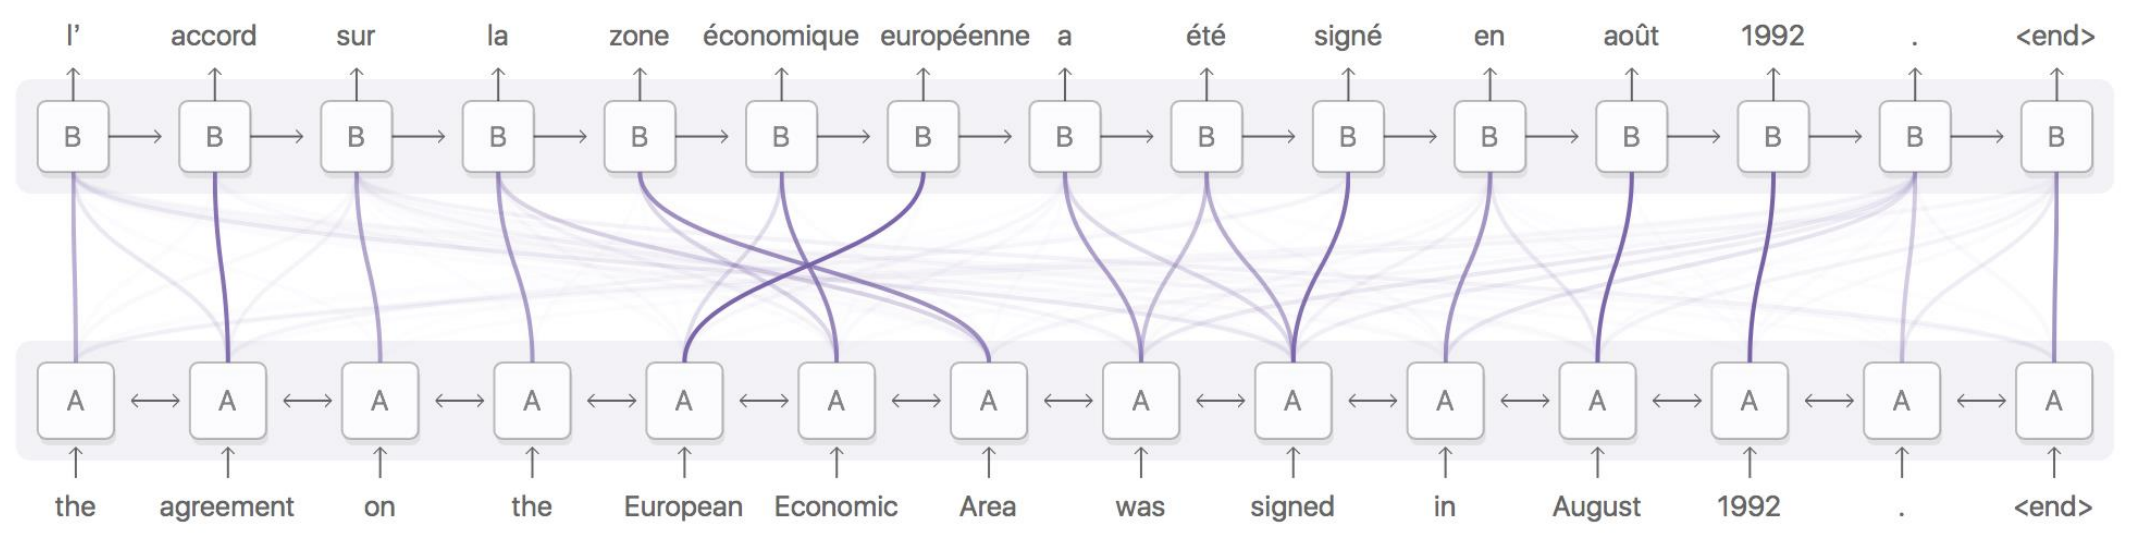 l’ accord sur la zone économique européenne a été signé en août 1992 . <end>
B B B B B B B B B B B B B B B
A A A A A A A A A A A A A A
the agreement on the European Economic Area was signed in August 1992 . <end>